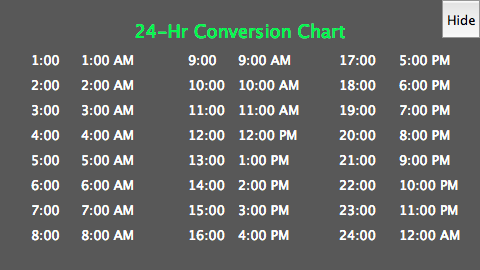 Hide
24-Hr Conversion Chart
1:00 1:00 AM 9:00 9:00 AM 17:00 5:00 PM
2:00 2:00 AM 10:00 10:00 AM 18:00 6:00 PM
3:00 3:00 AM 11:00 11:00 AM 19:00 7:00 PM
4:00 4:00 AM 12:00 12:00 PM 20:00 8:00 PM
5:00 5:00 AM 13:00 1:00 PM 21:00 9:00 PM
6:00 6:00 AM 14:00 2:00 PM 22:00 10:00 PM
7:00 7:00 AM 15:00 3:00 PM 23:00 11:00 PM
8:00 8:00 AM 16:00 4:00 PM 24:00 12:00 AM